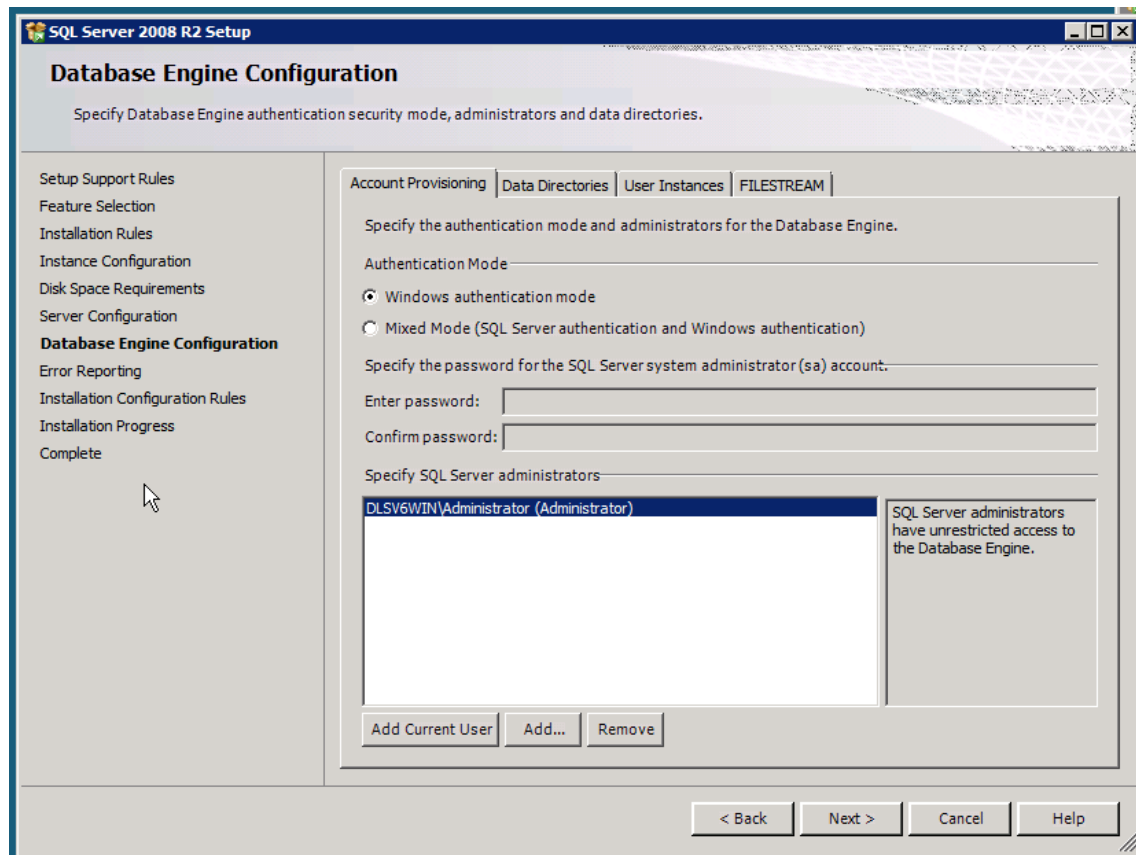 SQL Server 2008 R2 Setup
Database Engine Configuration
Specify Database Engine authentication security mode, administrators and data directories.
Setup Support Rules
Feature Selection
Installation Rules
Instance Configuration
Disk Space Requirements
Server Configuration
Database Engine Configuration
Error Reporting
Installation Configuration Rules
Installation Progress
Complete
Account Provisioning Data Directories User Instances FILESTREAM
Specify the authentication mode and administrators for the Database Engine.
Authentication Mode
Windows authentication mode
Mixed Mode (SQL Server authentication and Windows authentication)
Specify the password for the SQL Server system administrator (sa) account.
Enter password:
Confirm password:
Specify SQL Server administrators
DLSV6WIN\Administrator (Administrator)
SQL Server administrators
have unrestricted access to
the Database Engine.
Add Current User Add... Remove
< Back Next > Cancel Help